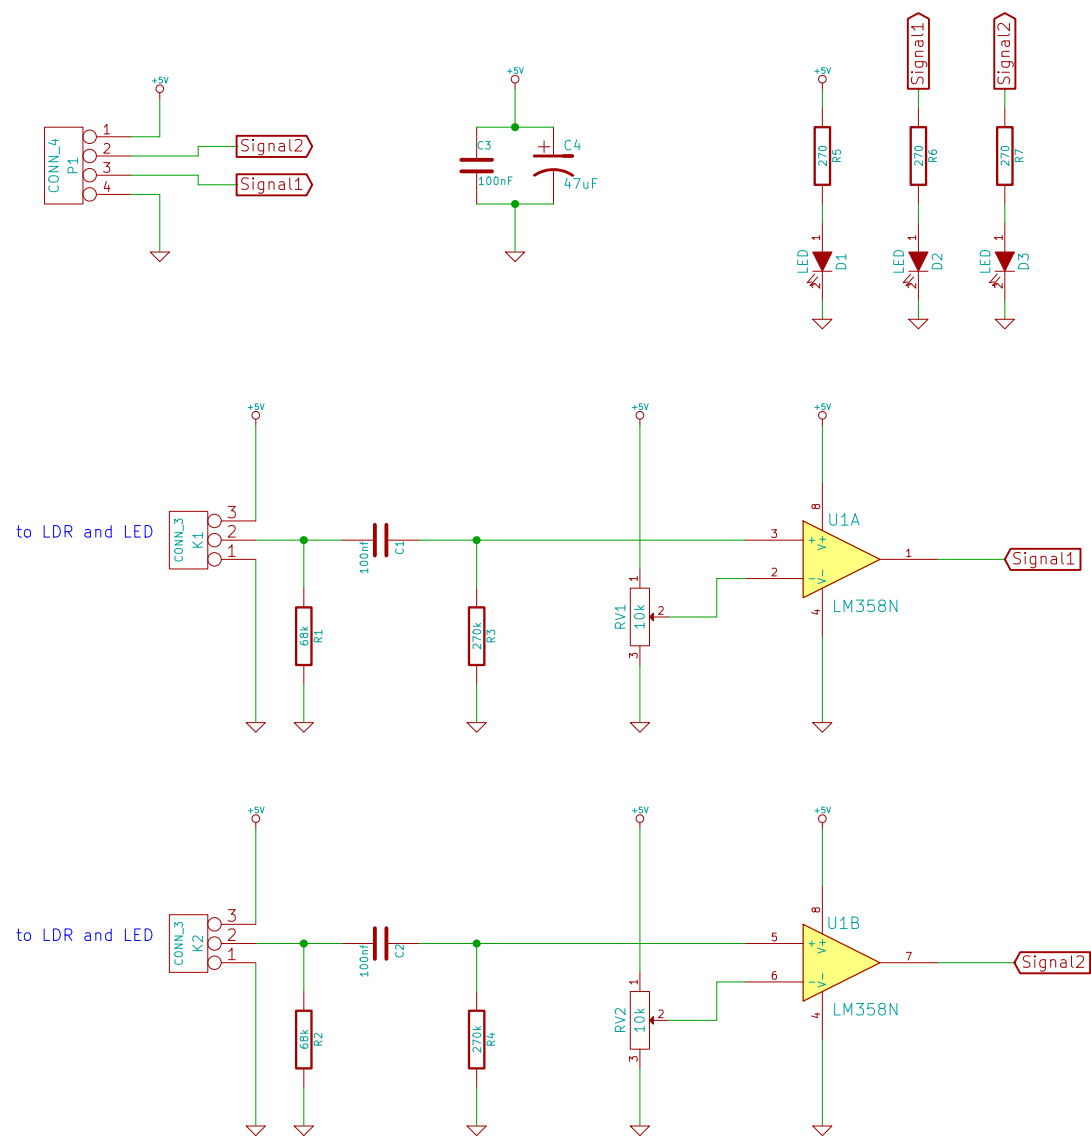 +5V
CONN_4
P1
1
2
3
4
Signal2
Signal1
+5V
C3
100nF
+
C4
47uF
+5V
270
R5
1
LED
D1
2
Signal1
270
R6
1
LED
D2
2
Signal2
270
R7
1
LED
D3
2
to LDR and LED
CONN_3
K1
3
2
1
+5V
68k
R1
100nf
C1
270k
R3
+5V
RV1
10k
1
2
3
+5V
8
U1A
3
+
V+
2
-
V-
4
1
LM358N
Signal1
to LDR and LED
CONN_3
K2
3
2
1
+5V
68k
R2
100nf
C2
270k
R4
+5V
RV2
10k
1
2
3
+5V
8
U1B
5
+
V+
6
-
V-
4
7
LM358N
Signal2